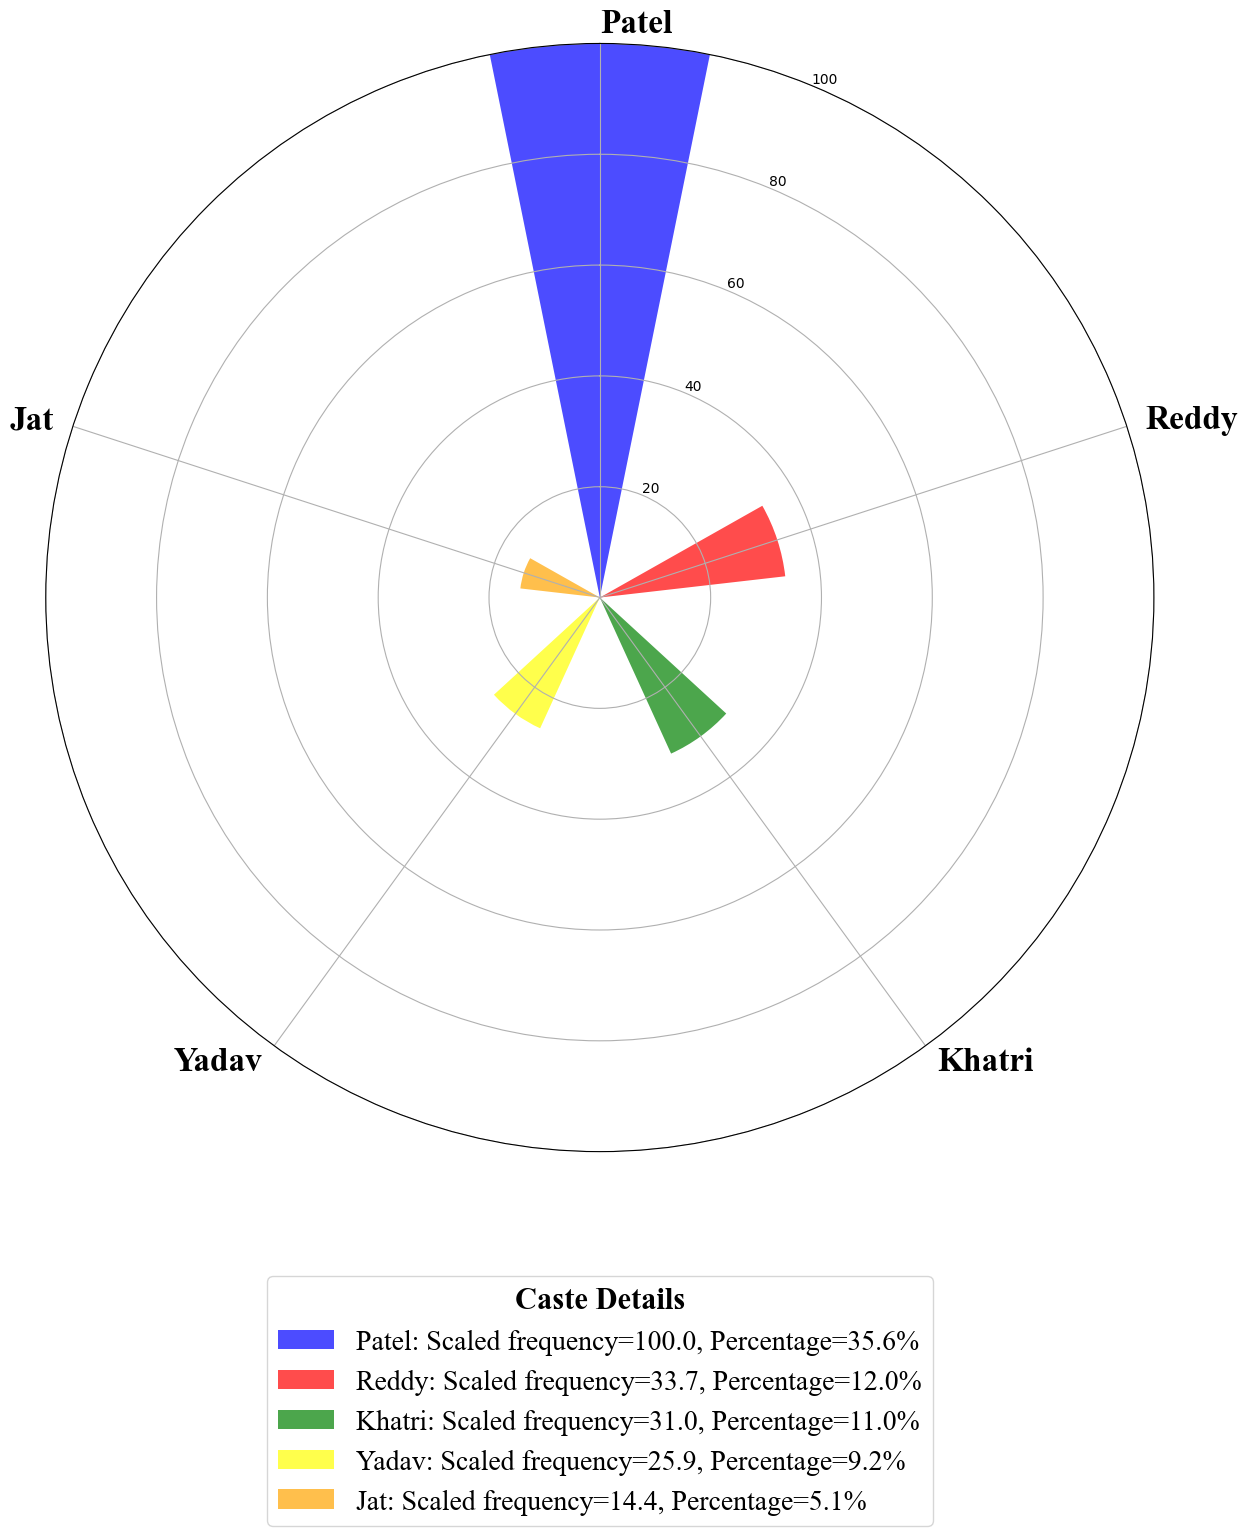 Patel
100
80
60
40
Jat
Reddy
20
Yadav
Khatri
Caste Details
Patel: Scaled frequency=100.0, Percentage=35.6%
Reddy: Scaled frequency=33.7, Percentage=12.0%
Khatri: Scaled frequency=31.0, Percentage=11.0%
Yadav: Scaled frequency=25.9, Percentage=9.2%
Jat: Scaled frequency=14.4, Percentage=5.1%